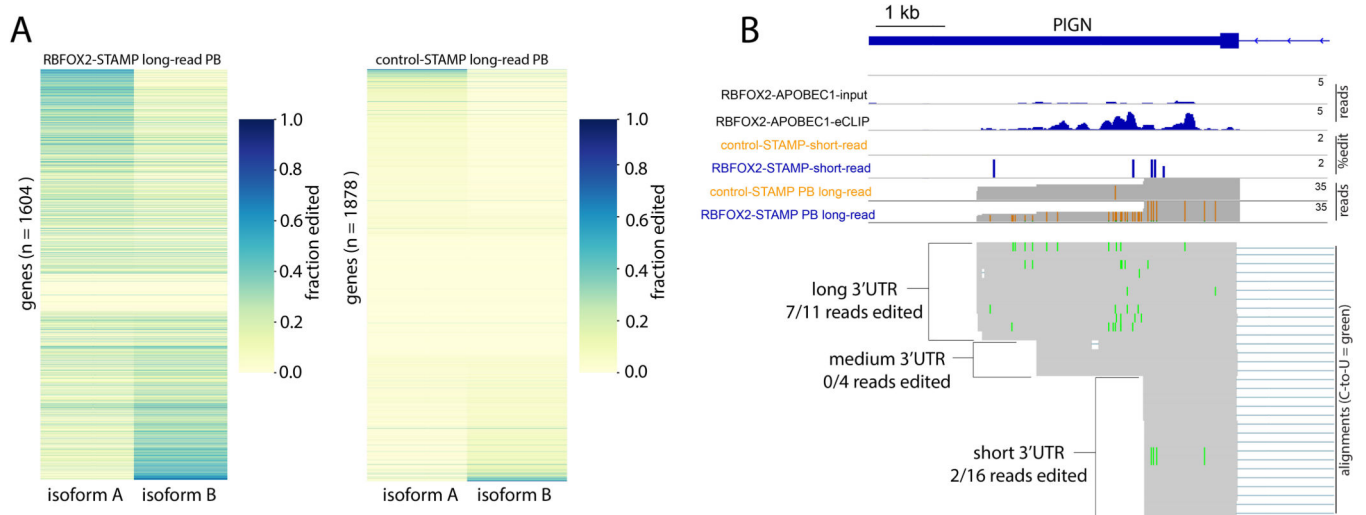 A
RBFOX2-STAMP long-read PB
genes (n = 1604)
isoform A
isoform B
1.0
0.8
0.6
0.4
0.2
0.0
fraction edited
control-STAMP long-read PB
genes (n = 1878)
isoform A
isoform B
1.0
0.8
0.6
0.4
0.2
0.0
fraction edited
B
1 kb
PIGN
RBFOX2-APOBEC1-input
5
RBFOX2-APOBEC1-eCLIP
5
reads
control-STAMP-short-read
2
RBFOX2-STAMP-short-read
2
%edit
control-STAMP PB long-read
35
RBFOX2-STAMP PB long-read
35
reads
long 3'UTR
7/11 reads edited
medium 3'UTR
0/4 reads edited
short 3'UTR
2/16 reads edited
alignments (C-to-U = green)